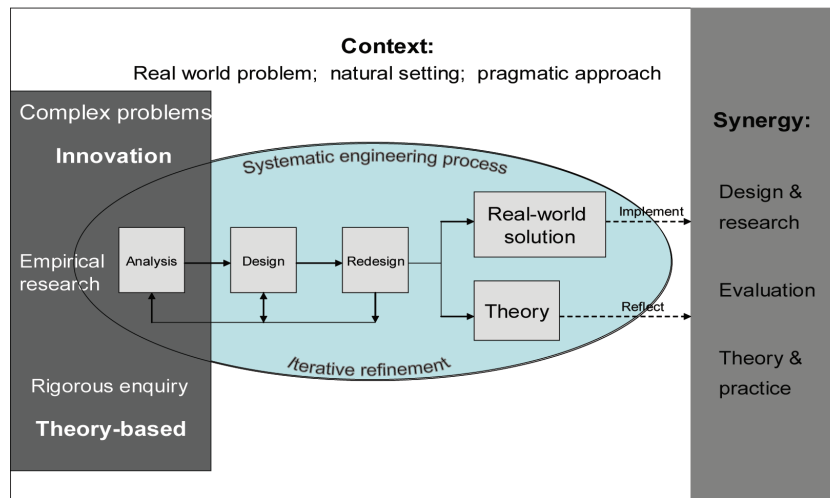 Context:
Real world problem; natural setting; pragmatic approach
Complex problems
Innovation
Empirical
research
Rigorous enquiry
Theory-based
Systematic engineering process
Analysis
Design
Redesign
Real-world
solution
Theory
Implement
Reflect
Iterative refinement
Synergy:
Design &
research
Evaluation
Theory &
practice